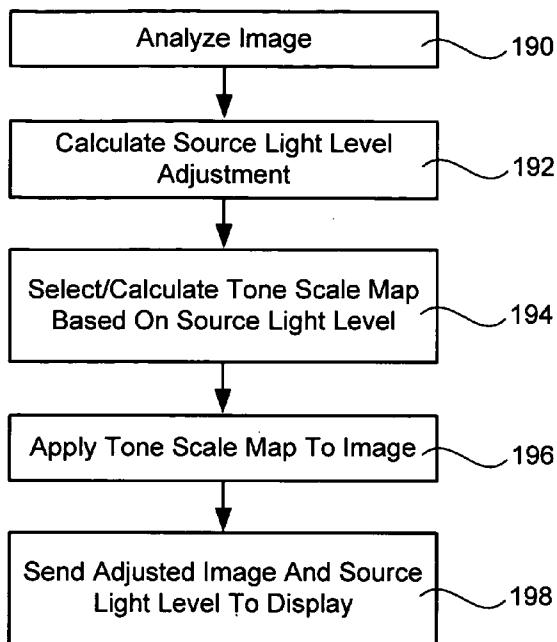 Analyze Image
190
Calculate Source Light Level
Adjustment
192
Select/Calculate Tone Scale Map
Based On Source Light Level
194
Apply Tone Scale Map To Image
196
Send Adjusted Image And Source
Light Level To Display
198